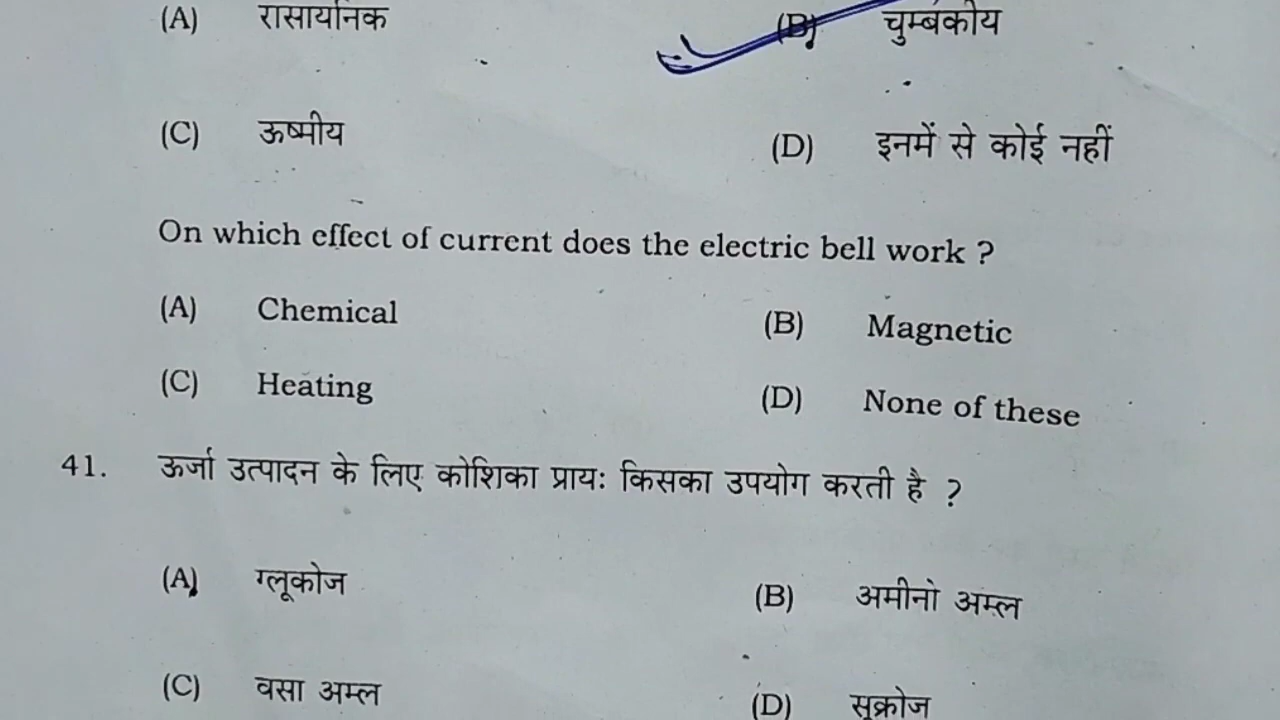 (A) रासायनिक (B) चुम्बकीय
(C) ऊष्मीय (D) इनमें से कोई नहीं
On which effect of current does the electric bell work ?
(A) Chemical (B) Magnetic
(C) Heating (D) None of these
41. ऊर्जा उत्पादन के लिए कोशिका प्रायः किसका उपयोग करती है ?
(A) ग्लूकोज (B) अमीनो अम्ल
(C) वसा अम्ल (D) सुक्रोज